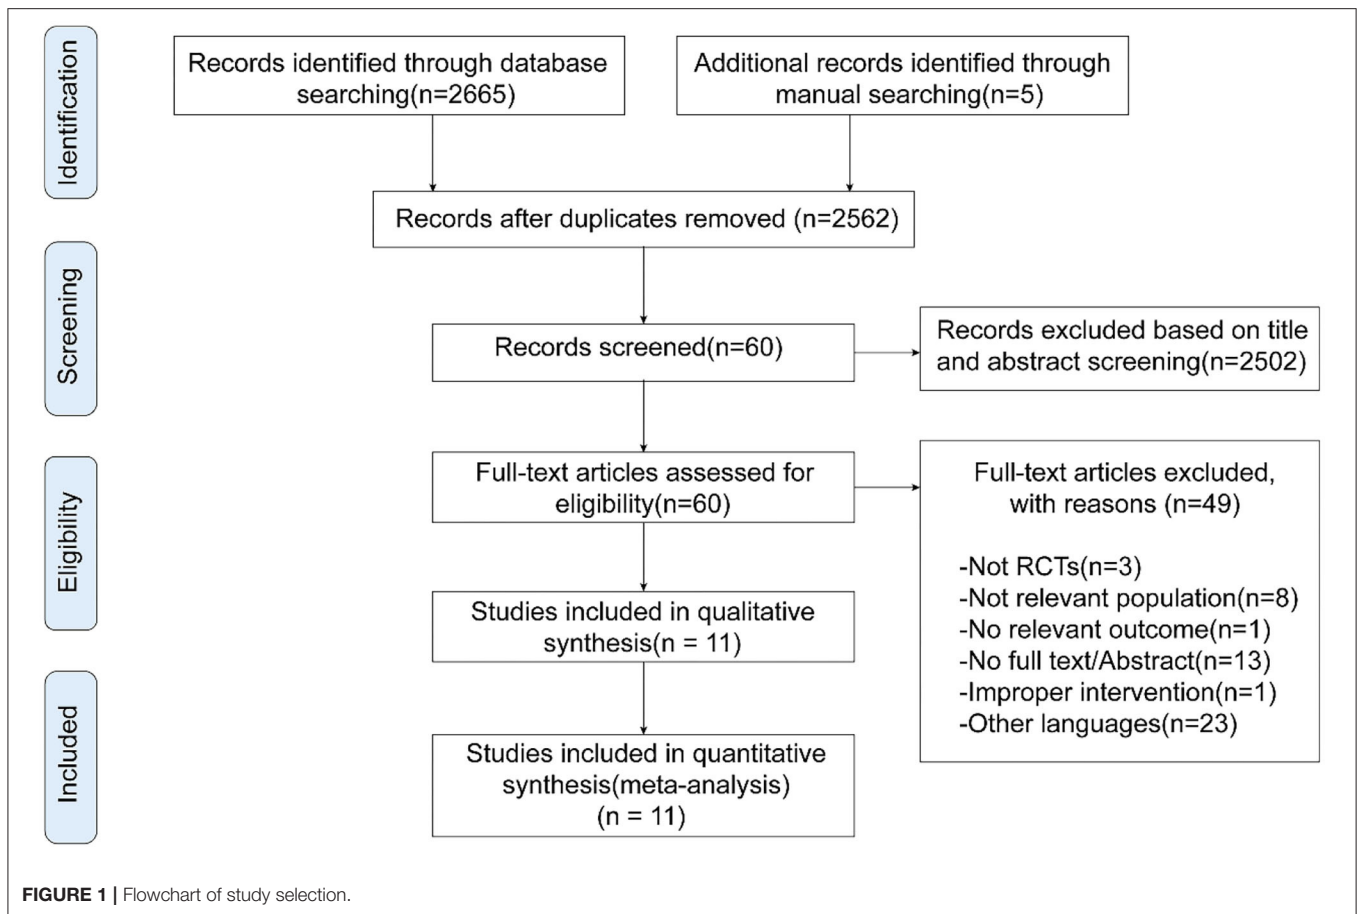 Identification
Records identified through database
searching(n=2665)
Additional records identified through
manual searching(n=5)
Records after duplicates removed (n=2562)
Screening
Records screened(n=60)
Records excluded based on title
and abstract screening(n=2502)
Eligibility
Full-text articles assessed for
eligibility(n=60)
Full-text articles excluded,
with reasons (n=49)
-Not RCTs(n=3)
-Not relevant population(n=8)
-No relevant outcome(n=1)
-No full text/Abstract(n=13)
-Improper intervention(n=1)
-Other languages(n=23)
Studies included in qualitative
synthesis(n = 11)
Included
Studies included in quantitative
synthesis(meta-analysis)
(n = 11)
FIGURE 1 | Flowchart of study selection.